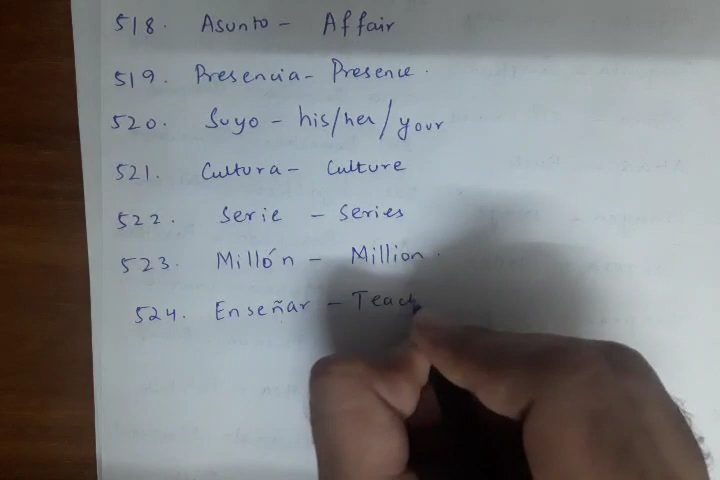 518. Asunto - Affair
519. Presencia - Presence.
520. Suyo - his/her/your
521. Cultura - Culture
522. Serie - Series
523. Millón - Million.
524. Enseñar - Teach